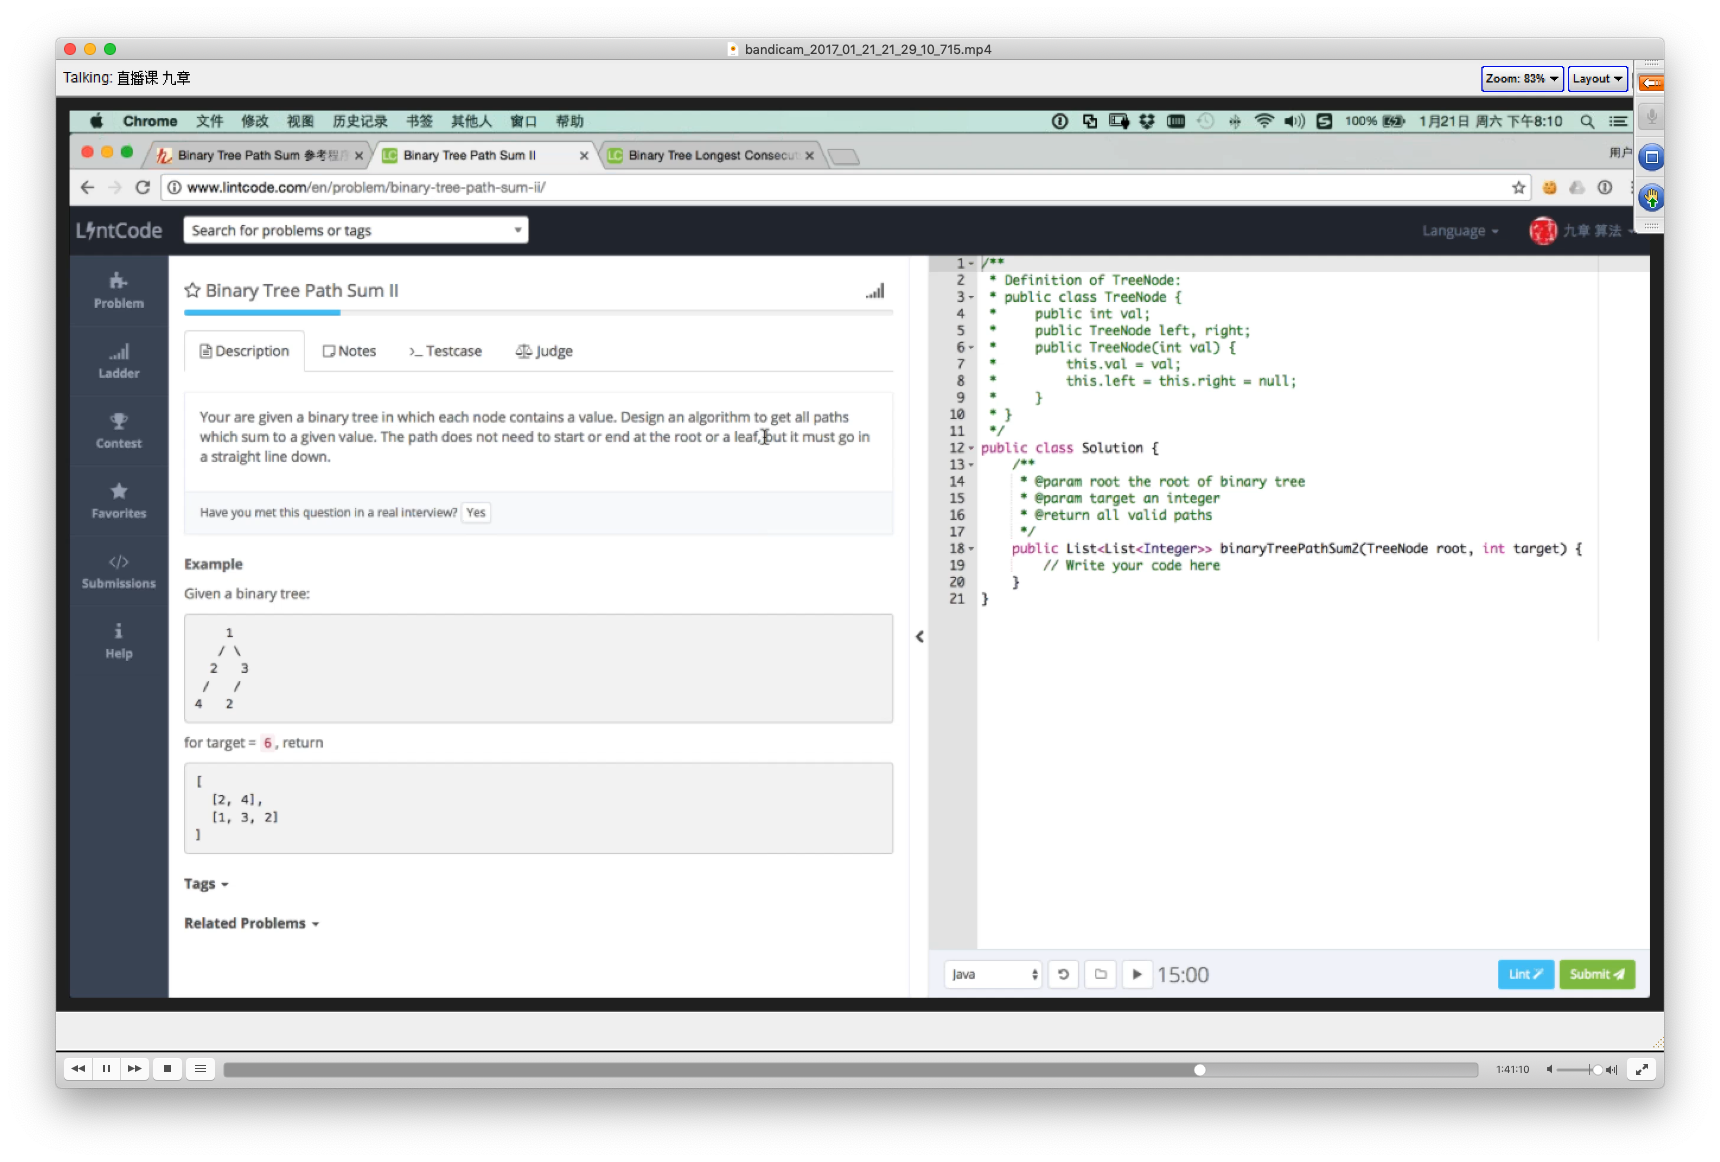 bandicam_2017_01_21_21_29_10_715.mp4
Talking: 直播课 九章
Zoom: 83%
Layout
Chrome 文件 修改 视图 历史记录 书签 其他人 窗口 帮助
100%
1月21日 周六 下午8:10
Binary Tree Path Sum 参考程序
Binary Tree Path Sum II
Binary Tree Longest Consecut
用户
www.lintcode.com/en/problem/binary-tree-path-sum-ii/
LintCode
Search for problems or tags
Language
九章 算法
Problem
Ladder
Contest
Favorites
Submissions
Help
Binary Tree Path Sum II
Description
Notes
Testcase
Judge
Your are given a binary tree in which each node contains a value. Design an algorithm to get all paths
which sum to a given value. The path does not need to start or end at the root or a leaf, but it must go in
a straight line down.
Have you met this question in a real interview? Yes
Example
Given a binary tree:
1
/ \
2 3
/ /
4 2
for target = 6, return
[
[2, 4],
[1, 3, 2]
]
Tags
Related Problems
1 /**
2 * Definition of TreeNode:
3 * public class TreeNode {
4 * public int val;
5 * public TreeNode left, right;
6 * public TreeNode(int val) {
7 * this.val = val;
8 * this.left = this.right = null;
9 * }
10 * }
11 */
12 public class Solution {
13 /**
14 * @param root the root of binary tree
15 * @param target an integer
16 * @return all valid paths
17 */
18 public List<List<Integer>> binaryTreePathSum2(TreeNode root, int target) {
19 // Write your code here
20 }
21 }
Java
15:00
Lint
Submit
1:41:10